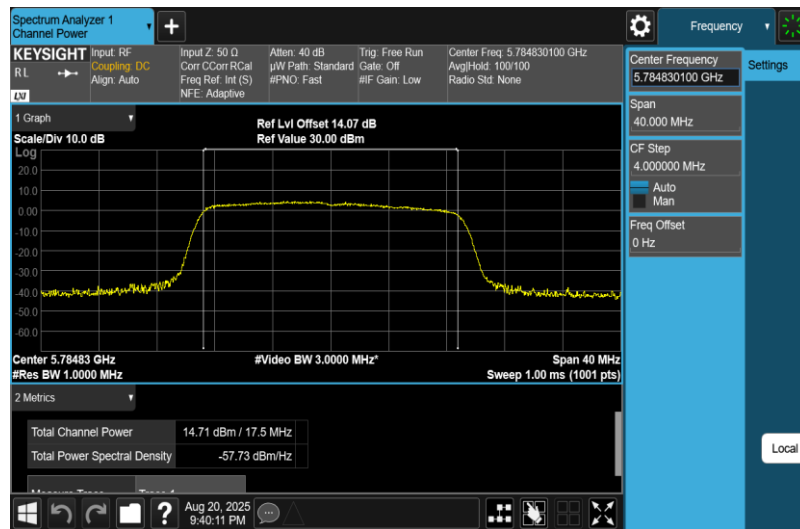 Spectrum Analyzer 1
Channel Power
+
Frequency
KEYSIGHT
RL
LXI
Input: RF
Coupling: DC
Align: Auto
Input Z: 50 Ω
Corr CCorr RCal
Freq Ref: Int (S)
NFE: Adaptive
Atten: 40 dB
µW Path: Standard
#PNO: Fast
Trig: Free Run
Gate: Off
#IF Gain: Low
Center Freq: 5.784830100 GHz
Avg|Hold: 100/100
Radio Std: None
Center Frequency
5.784830100 GHz
Settings
Span
40.000 MHz
CF Step
4.000000 MHz
Auto
Man
Freq Offset
0 Hz
Local
1 Graph
Scale/Div 10.0 dB
Ref Lvl Offset 14.07 dB
Ref Value 30.00 dBm
Log
20.0
10.0
0.00
-10.0
-20.0
-30.0
-40.0
-50.0
-60.0
Center 5.78483 GHz
#Video BW 3.0000 MHz*
Span 40 MHz
#Res BW 1.0000 MHz
Sweep 1.00 ms (1001 pts)
2 Metrics
Total Channel Power 14.71 dBm / 17.5 MHz
Total Power Spectral Density -57.73 dBm/Hz
?
Aug 20, 2025
9:40:11 PM